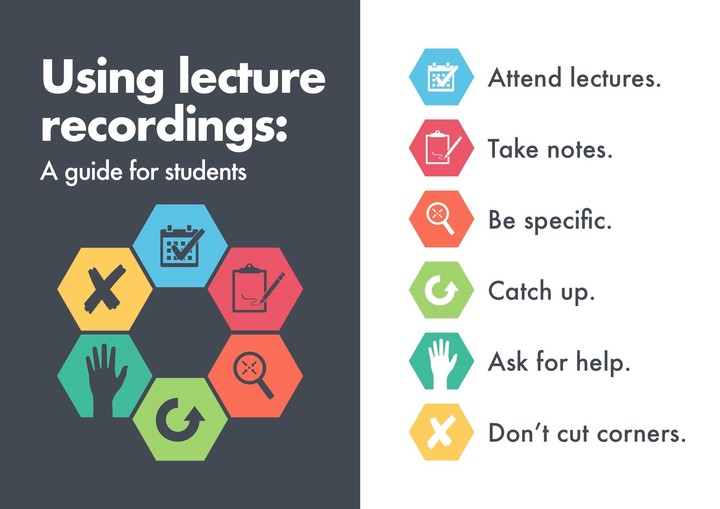 Using lecture
recordings:
A guide for students
Attend lectures.
Take notes.
Be specific.
Catch up.
Ask for help.
Don’t cut corners.